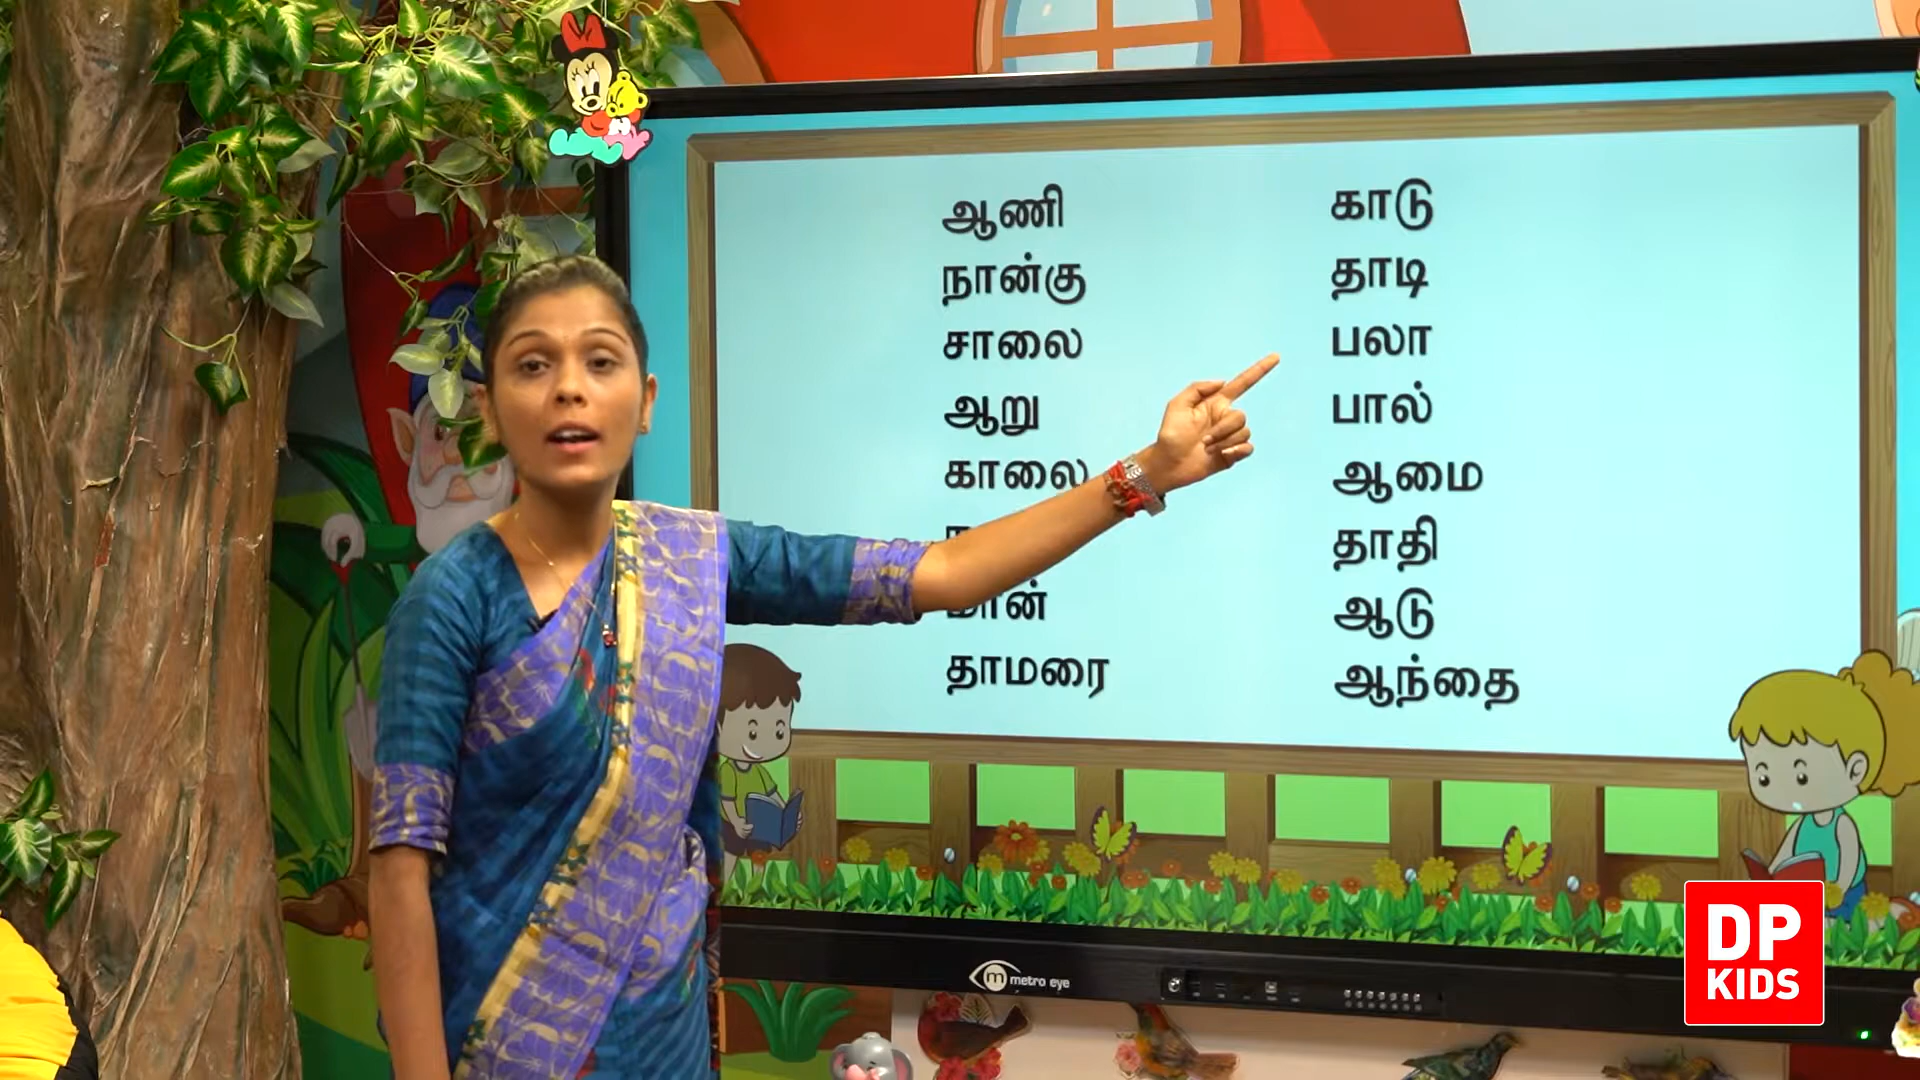 ஆணி
நான்கு
சாலை
ஆறு
காலை
மான்
தாமரை
காடு
தாடி
பலா
பால்
ஆமை
தாதி
ஆடு
ஆந்தை
metro eye
DP
KIDS